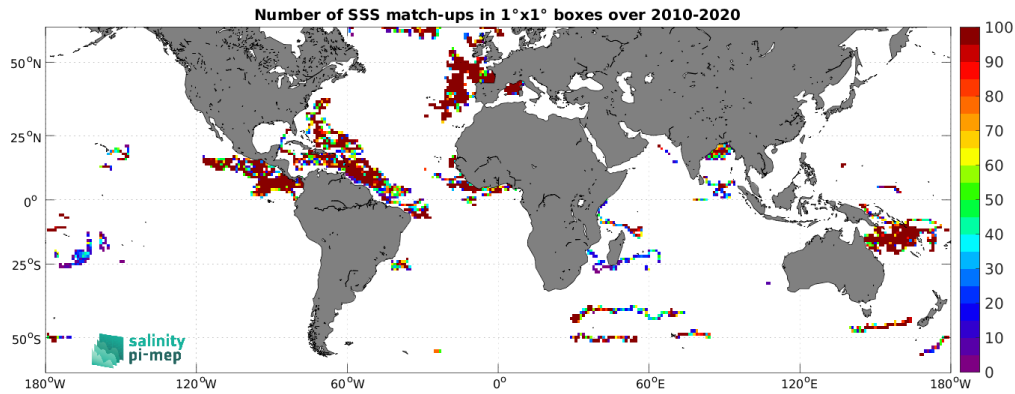 Number of SSS match-ups in 1°x1° boxes over 2010-2020
100
90
80
70
60
50
40
30
20
10
0
50°N
25°N
0°
25°S
50°S
salinity
pi-mep
180°W
120°W
60°W
0°
60°E
120°E
180°W